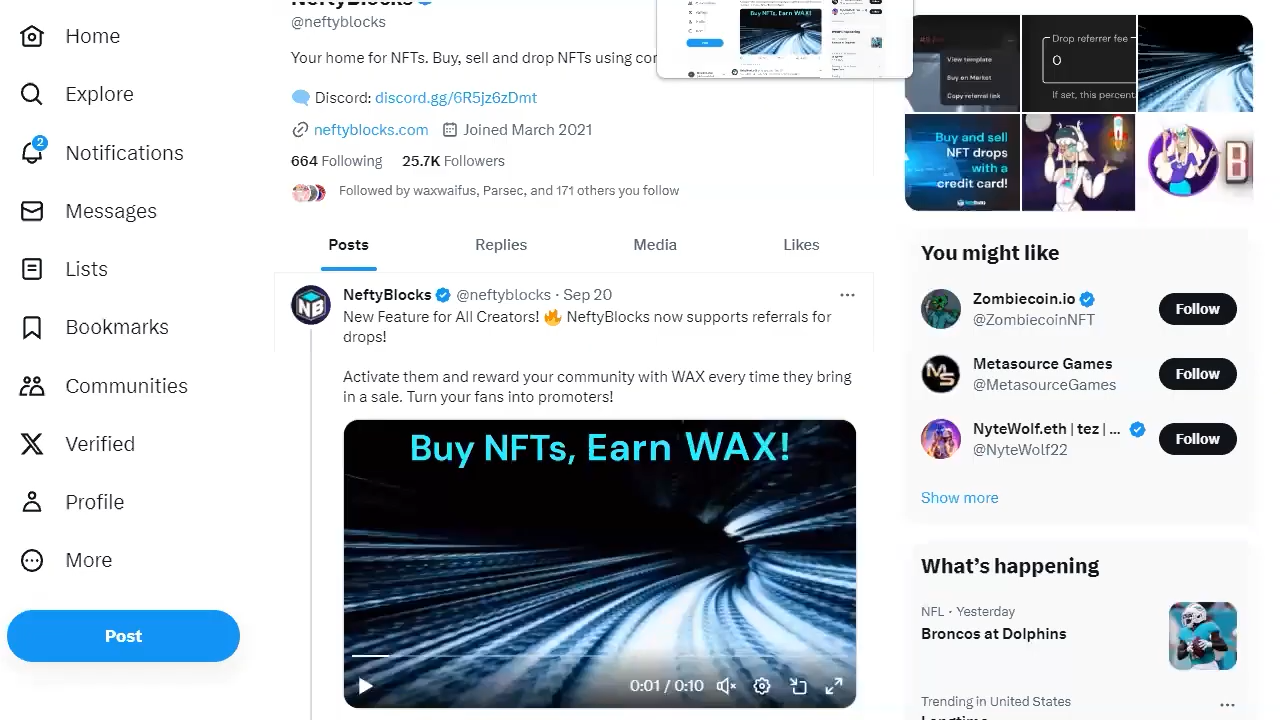 Home
Explore
2
Notifications
Messages
Lists
Bookmarks
Communities
Verified
Profile
More
Post
NeftyBlocks
@neftyblocks
Your home for NFTs. Buy, sell and drop NFTs using
Discord: discord.gg/6R5jz6zDmt
neftyblocks.com Joined March 2021
664 Following 25.7K Followers
Followed by waxwaifus, Parsec, and 171 others you follow
Posts Replies Media Likes
NeftyBlocks @neftyblocks · Sep 20
New Feature for All Creators! 🔥 NeftyBlocks now supports referrals for
drops!
Activate them and reward your community with WAX every time they bring
in a sale. Turn your fans into promoters!
Buy NFTs, Earn WAX!
0:01 / 0:10
Buy NFTs, Earn WAX!
View template
Buy on Market
Copy referral link
Drop referrer fee
0
If set, this percent
Buy and sell
NFT drops
with a
credit card!
NeftyBlocks
B
You might like
Zombiecoin.io
@ZombiecoinNFT
Follow
Metasource Games
@MetasourceGames
Follow
NyteWolf.eth | tez | ...
@NyteWolf22
Follow
Show more
What's happening
NFL · Yesterday
Broncos at Dolphins
Trending in United States